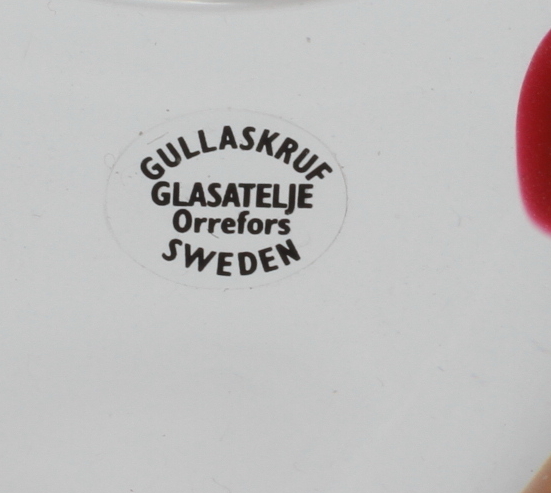 GULLASKRUF
GLASATELJE
Orrefors
SWEDEN